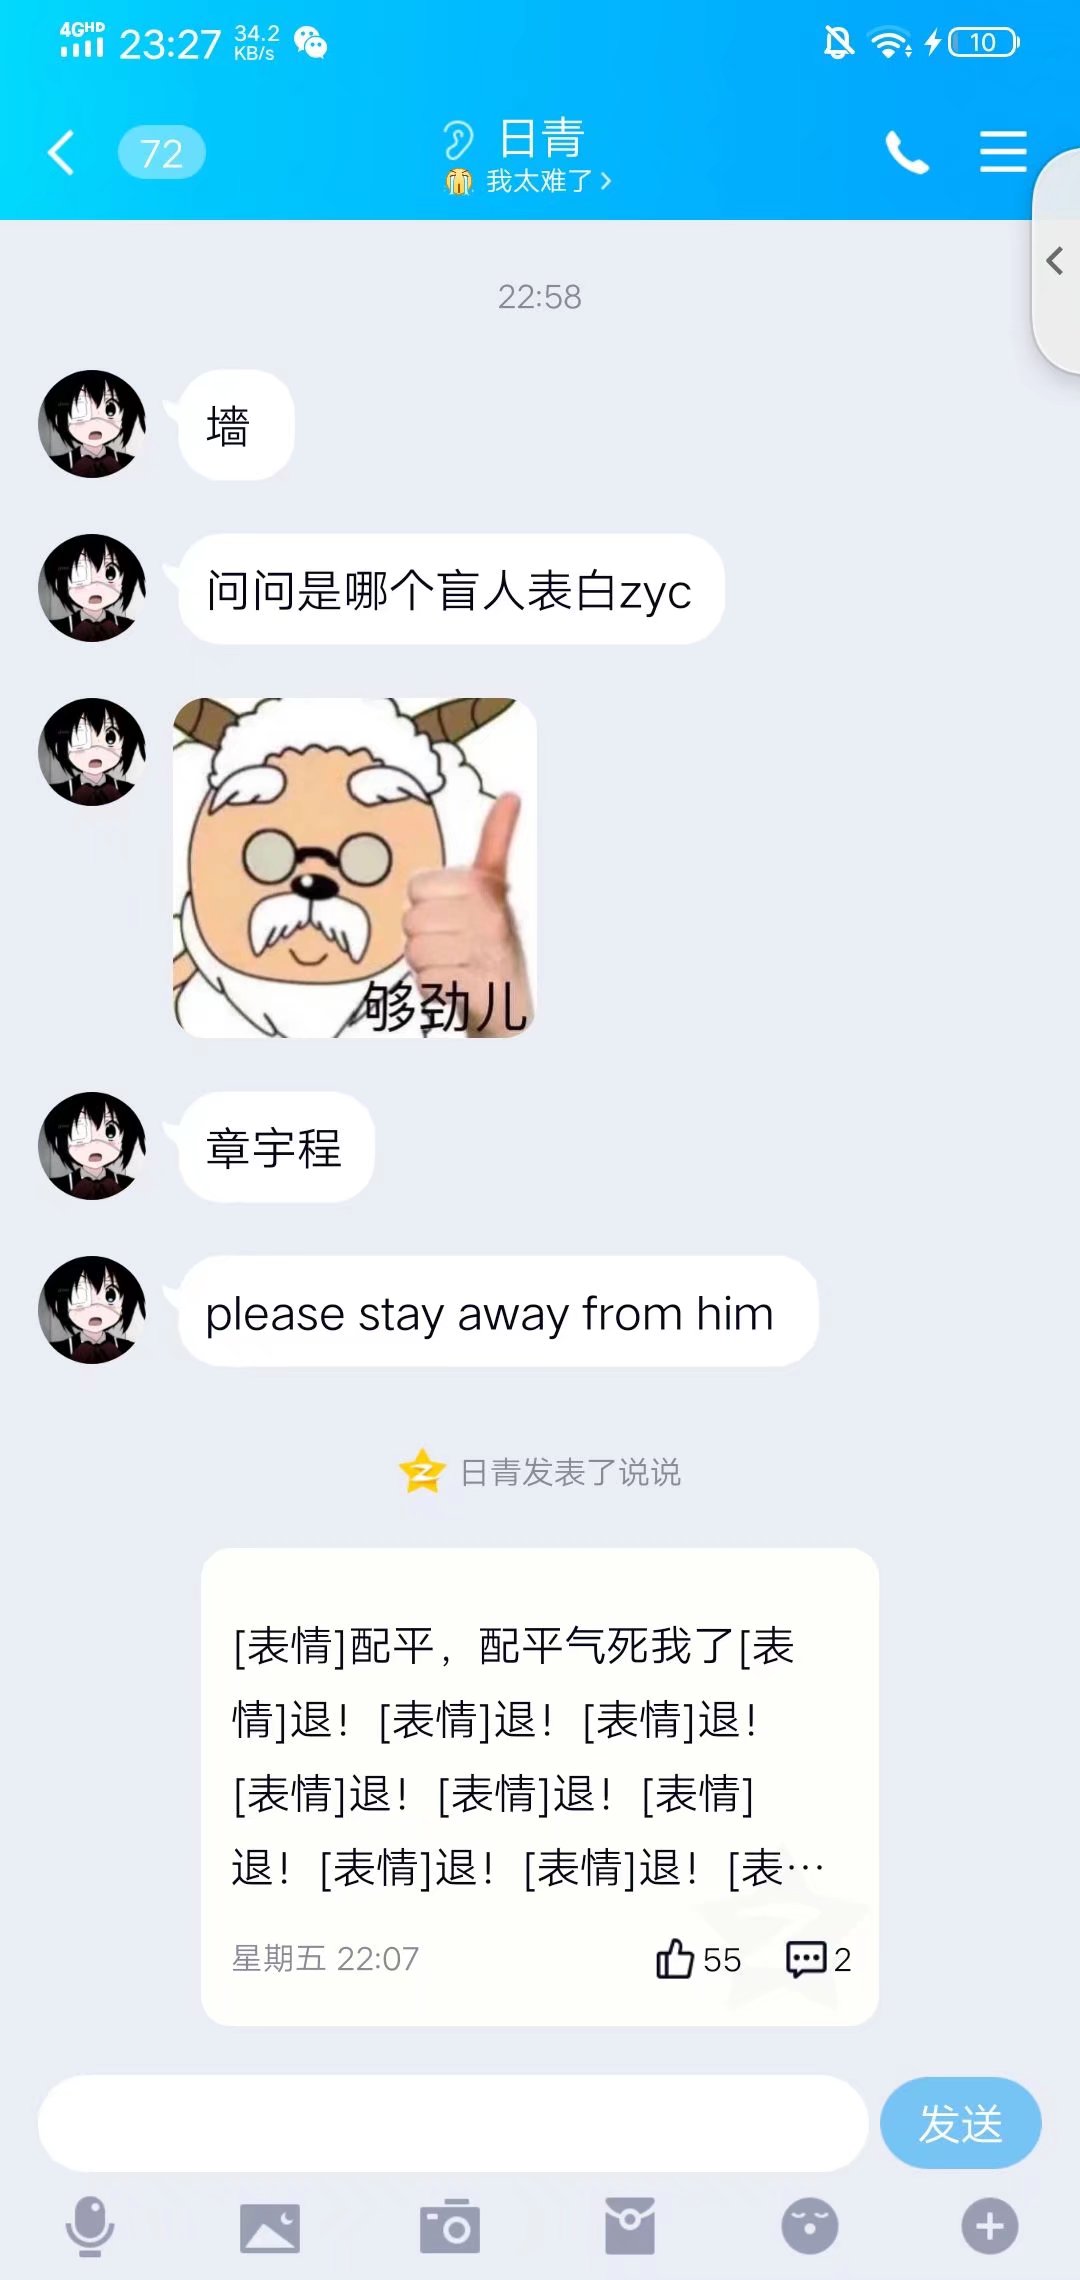 4GHD 23:27 34.2 KB/s 10
72 日青
我太难了
22:58
墙
问问是哪个盲人表白zyc
够劲儿
章宇程
please stay away from him
日青发表了说说
[表情]配平，配平气死我了[表
情]退！[表情]退！[表情]退！
[表情]退！[表情]退！[表情]
退！[表情]退！[表情]退！[表…
星期五 22:07 55 2
发送